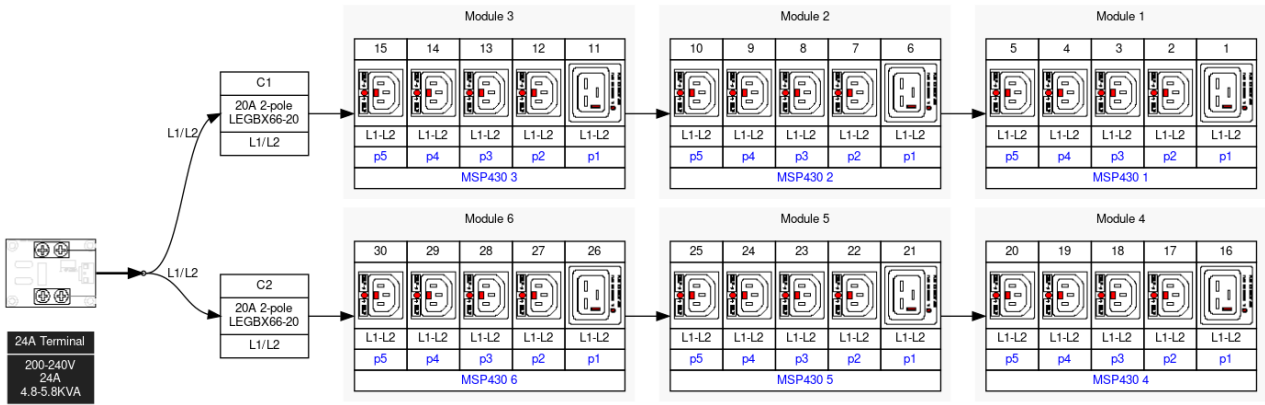 Module 3
15 14 13 12 11
L1-L2 L1-L2 L1-L2 L1-L2 L1-L2
p5 p4 p3 p2 p1
MSP430 3
Module 2
10 9 8 7 6
L1-L2 L1-L2 L1-L2 L1-L2 L1-L2
p5 p4 p3 p2 p1
MSP430 2
Module 1
5 4 3 2 1
L1-L2 L1-L2 L1-L2 L1-L2 L1-L2
p5 p4 p3 p2 p1
MSP430 1
C1
20A 2-pole
LEGBX66-20
L1/L2
L1/L2
Module 6
30 29 28 27 26
L1-L2 L1-L2 L1-L2 L1-L2 L1-L2
p5 p4 p3 p2 p1
MSP430 6
Module 5
25 24 23 22 21
L1-L2 L1-L2 L1-L2 L1-L2 L1-L2
p5 p4 p3 p2 p1
MSP430 5
Module 4
20 19 18 17 16
L1-L2 L1-L2 L1-L2 L1-L2 L1-L2
p5 p4 p3 p2 p1
MSP430 4
L1/L2
C2
20A 2-pole
LEGBX66-20
L1/L2
24A Terminal
200-240V
24A
4.8-5.8KVA